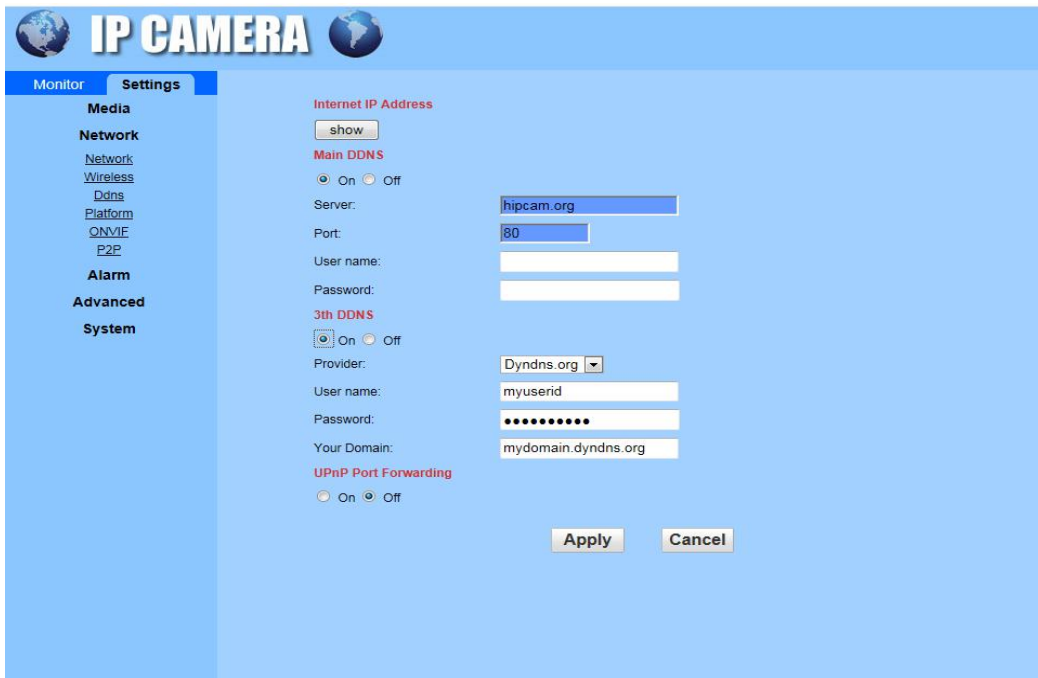 IP CAMERA
Monitor Settings
Media
Network
Network
Wireless
Ddns
Platform
ONVIF
P2P
Alarm
Advanced
System
Internet IP Address
show
Main DDNS
On Off
Server: hipcam.org
Port: 80
User name:
Password:
3th DDNS
On Off
Provider: Dyndns.org
User name: myuserid
Password: ●●●●●●●●●●
Your Domain: mydomain.dyndns.org
UPnP Port Forwarding
On Off
Apply Cancel